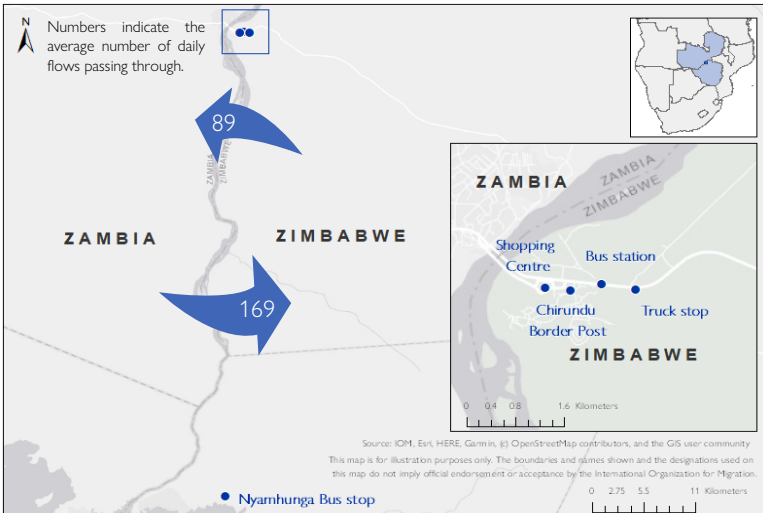 N
Numbers indicate the
average number of daily
flows passing through.
89
ZAMBIA
ZIMBABWE
ZAMBIA
ZIMBABWE
169
Nyamhunga Bus stop
ZAMBIA
ZAMBIA
ZIMBABWE
Shopping
Centre
Bus station
Chirundu
Border Post
Truck stop
ZIMBABWE
0 0.4 0.8 1.6 Kilometers
Source: IOM, Esri, HERE, Garmin, (c) OpenStreetMap contributors, and the GIS user community
This map is for illustration purposes only. The boundaries and names shown and the designations used on
this map do not imply official endorsement or acceptance by the International Organization for Migration.
0 2.75 5.5 11 Kilometers